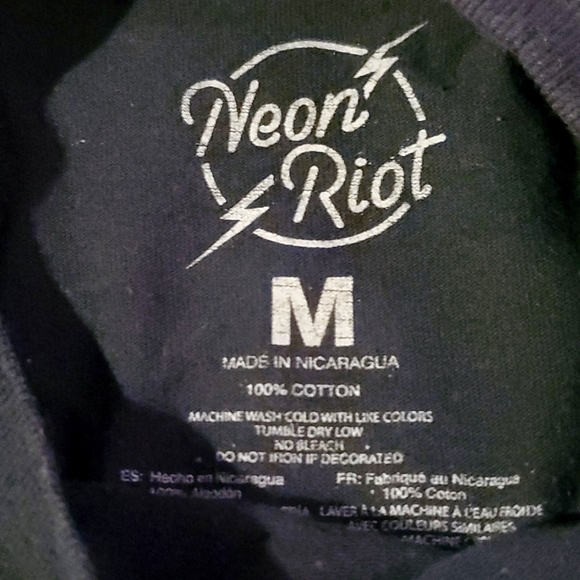 Neon
Riot
M
MADE IN NICARAGUA
100% COTTON
MACHINE WASH COLD WITH LIKE COLORS
TUMBLE DRY LOW
NO BLEACH
DO NOT IRON IF DECORATED
ES: Hecho en Nicaragua
100% Algodón
FR: Fabriqué au Nicaragua
100% Coton
LAVER À LA MACHINE À L'EAU FROIDE
AVEC COULEURS SIMILAIRES
MACHINE